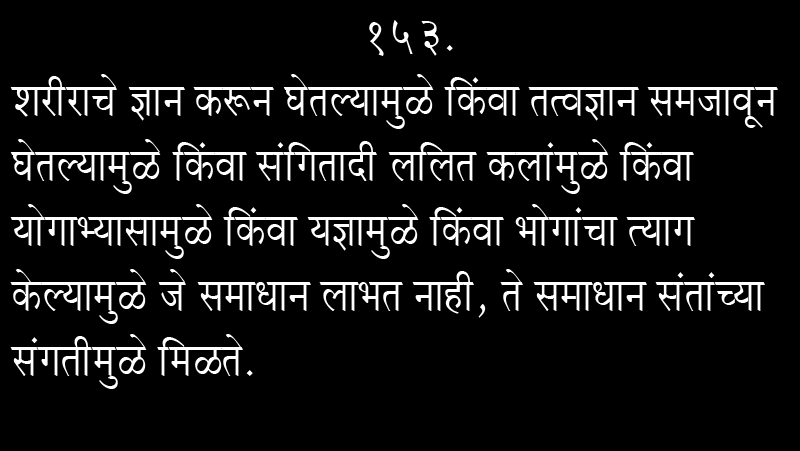 १५३.
शरीराचे ज्ञान करून घेतल्यामुळे किंवा तत्वज्ञान समजावून
घेतल्यामुळे किंवा संगितादी ललित कलांमुळे किंवा
योगाभ्यासामुळे किंवा यज्ञामुळे किंवा भोगांचा त्याग
केल्यामुळे जे समाधान लाभत नाही, ते समाधान संतांच्या
संगतीमुळे मिळते.